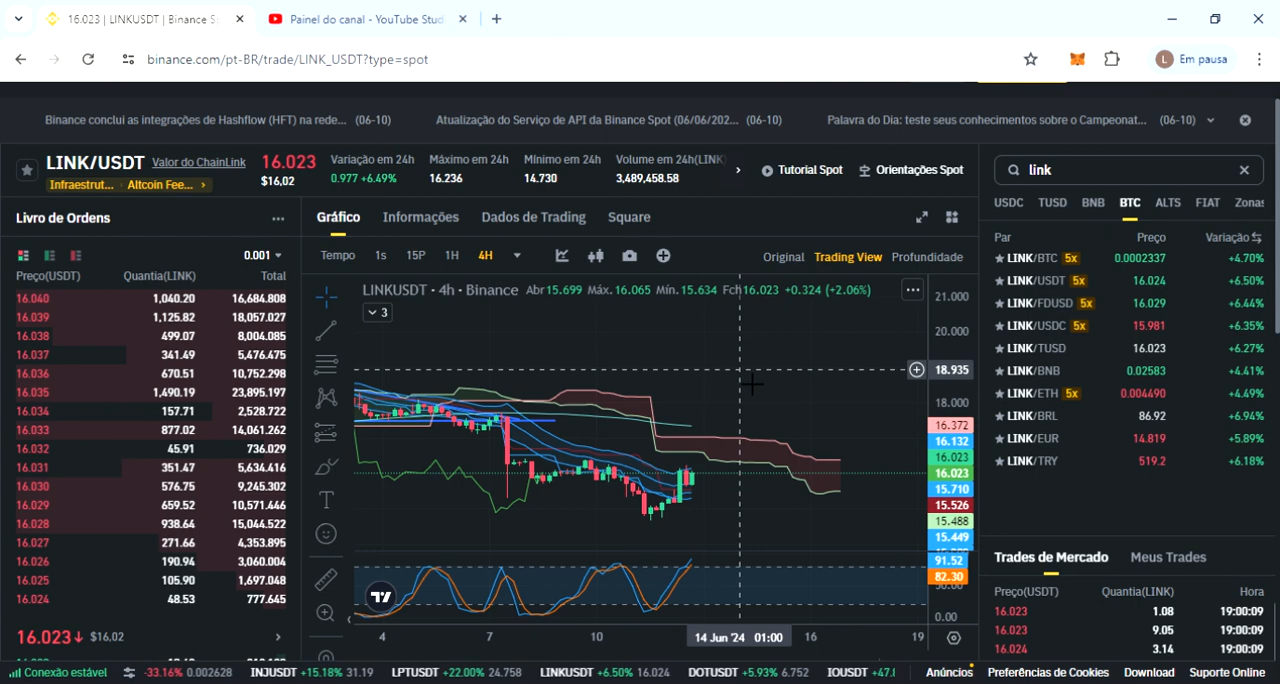 16.023 | LINKUSDT | Binance S
Painel do canal - YouTube Stud
binance.com/pt-BR/trade/LINK_USDT?type=spot
L Em pausa
Binance conclui as integrações de Hashflow (HFT) na rede... (06-10)
Atualização do Serviço de API da Binance Spot (06/06/202... (06-10)
Palavra do Dia: teste seus conhecimentos sobre o Campeonat... (06-10)
LINK/USDT Valor do ChainLink
Infraestrut... Altcoin Fee...
16.023
$16,02
Variação em 24h
0.977 +6.49%
Máximo em 24h
16.236
Mínimo em 24h
14.730
Volume em 24h(LINK)
3,489,458.58
Tutorial Spot Orientações Spot
link
USDC TUSD BNB BTC ALTS FIAT Zonas
Par Preço Variação
LINK/BTC 5x 0.0002337 +4.70%
LINK/USDT 5x 16.024 +6.50%
LINK/FDUSD 5x 16.029 +6.44%
LINK/USDC 5x 15.981 +6.35%
LINK/TUSD 16.023 +6.27%
LINK/BNB 0.02583 +4.41%
LINK/ETH 5x 0.004490 +4.49%
LINK/BRL 86.92 +6.94%
LINK/EUR 14.819 +5.89%
LINK/TRY 519.2 +6.18%
Livro de Ordens ...
0.001
Preço(USDT) Quantia(LINK) Total
16.040 1,040.20 16,684.808
16.039 1,125.82 18,057.027
16.038 499.07 8,004.085
16.037 341.49 5,476.475
16.036 670.51 10,752.298
16.035 1,490.19 23,895.197
16.034 157.71 2,528.722
16.033 877.02 14,061.262
16.032 45.91 736.029
16.031 351.47 5,634.416
16.030 576.75 9,245.302
16.029 659.52 10,571.446
16.028 938.64 15,044.522
16.027 271.66 4,353.895
16.026 190.94 3,060.004
16.025 105.90 1,697.048
16.024 48.53 777.645
16.023 $16,02
Gráfico Informações Dados de Trading Square
Tempo 1s 15P 1H 4H
Original Trading View Profundidade
LINKUSDT · 4h · Binance Abr15.699 Máx.16.065 Mín.15.634 Fch16.023 +0.324 (+2.06%)
3
21.000
20.000
18.935
18.000
16.372
16.132
16.023
16.023
15.710
15.526
15.488
15.449
91.52
82.30
0.00
4 7 10 14 Jun '24 01:00 16 19
Trades de Mercado Meus Trades
Preço(USDT) Quantia(LINK) Hora
16.023 1.08 19:00:09
16.023 9.05 19:00:09
16.024 3.14 19:00:09
Conexão estável
-33.16% 0.002628 INJUSDT +15.18% 31.19 LPTUSDT +22.00% 24.758 LINKUSDT +6.50% 16.024 DOTUSDT +5.93% 6.752 IOUSDT +47.
Anúncios Preferências de Cookies Download Suporte Online